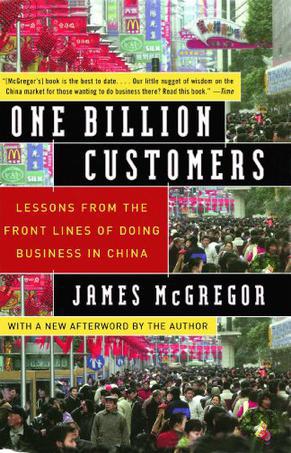 "[McGregor's] book is the best to date. . . . Our little nugget of wisdom on the
China market for those wanting to do business there? Read this book." —Time
ONE BILLION
CUSTOMERS
LESSONS FROM THE
FRONT LINES OF DOING
BUSINESS IN CHINA
JAMES McGREGOR
WITH A NEW AFTERWORD BY THE AUTHOR